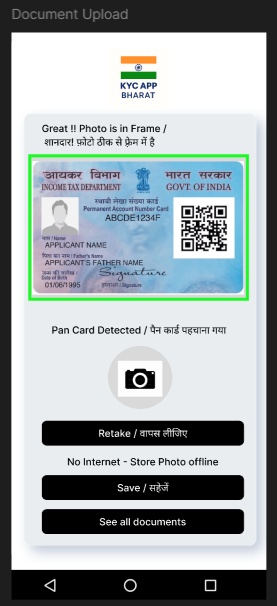 Document Upload
KYC APP
BHARAT
Great !! Photo is in Frame /
शानदार! फ़ोटो ठीक से फ़्रेम में है
आयकर विभाग भारत सरकार
INCOME TAX DEPARTMENT GOVT. OF INDIA
स्थायी लेखा संख्या कार्ड
Permanent Account Number Card
ABCDE1234F
नाम / Name
APPLICANT NAME
पिता का नाम / Father's Name
APPLICANT'S FATHER NAME
जन्म की तारीख /
Date of Birth
01/06/1995
Signature
हस्ताक्षर / Signature
Pan Card Detected / पैन कार्ड पहचाना गया
Retake / वापस लीजिए
No Internet - Store Photo offline
Save / सहेजें
See all documents